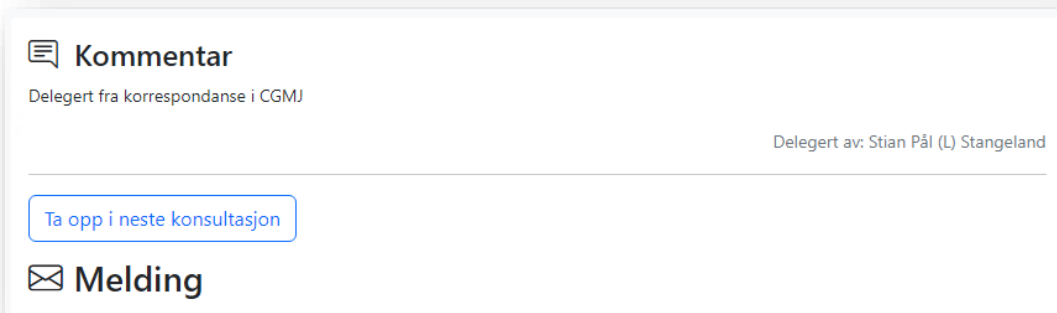 Kommentar
Delegert fra korrespondanse i CGMJ
Delegert av: Stian Pål (L) Stangeland
Ta opp i neste konsultasjon
Melding